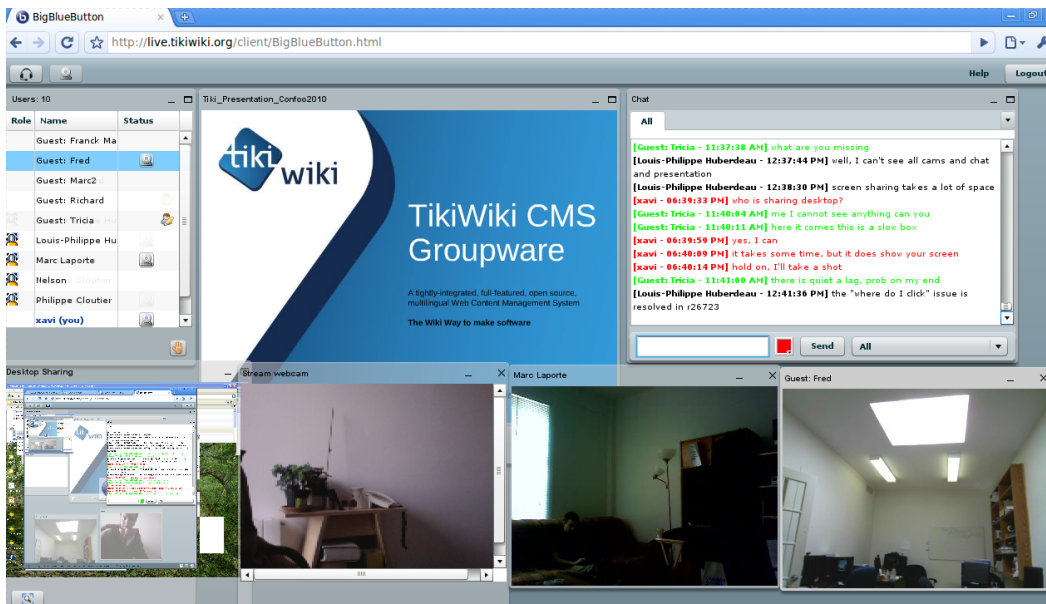 BigBlueButton
http://live.tikiwiki.org/client/BigBlueButton.html
Help
Logout
Users: 10
Role Name Status
Guest: Franck Ma
Guest: Fred
Guest: Marc2
Guest: Richard
Guest: Tricia
Louis-Philippe Hu
Marc Laporte
Nelson
Philippe Cloutier
xavi (you)
Tiki_Presentation_Confoo2010
tiki
wiki
TikiWiki CMS
Groupware
A tightly-integrated, full-featured, open source,
multilingual Web Content Management System
The Wiki Way to make software
Chat
All
[Guest: Tricia - 11:37:38 AM] what are you missing
[Louis-Philippe Huberdeau - 12:37:44 PM] well, I can't see all cams and chat
and presentation
[Louis-Philippe Huberdeau - 12:38:30 PM] screen sharing takes a lot of space
[xavi - 06:39:33 PM] who is sharing desktop?
[Guest: Tricia - 11:40:04 AM] me I cannot see anything can you
[Guest: Tricia - 11:40:11 AM] here it comes this is a slow box
[xavi - 06:39:59 PM] yes, I can
[xavi - 06:40:09 PM] it takes some time, but it does show your screen
[xavi - 06:40:14 PM] hold on, I'll take a shot
[Guest: Tricia - 11:41:00 AM] there is quiet a lag, prob on my end
[Louis-Philippe Huberdeau - 12:41:36 PM] the "where do I click" issue is
resolved in r26723
Send
All
Desktop Sharing
Stream webcam
Marc Laporte
Guest: Fred